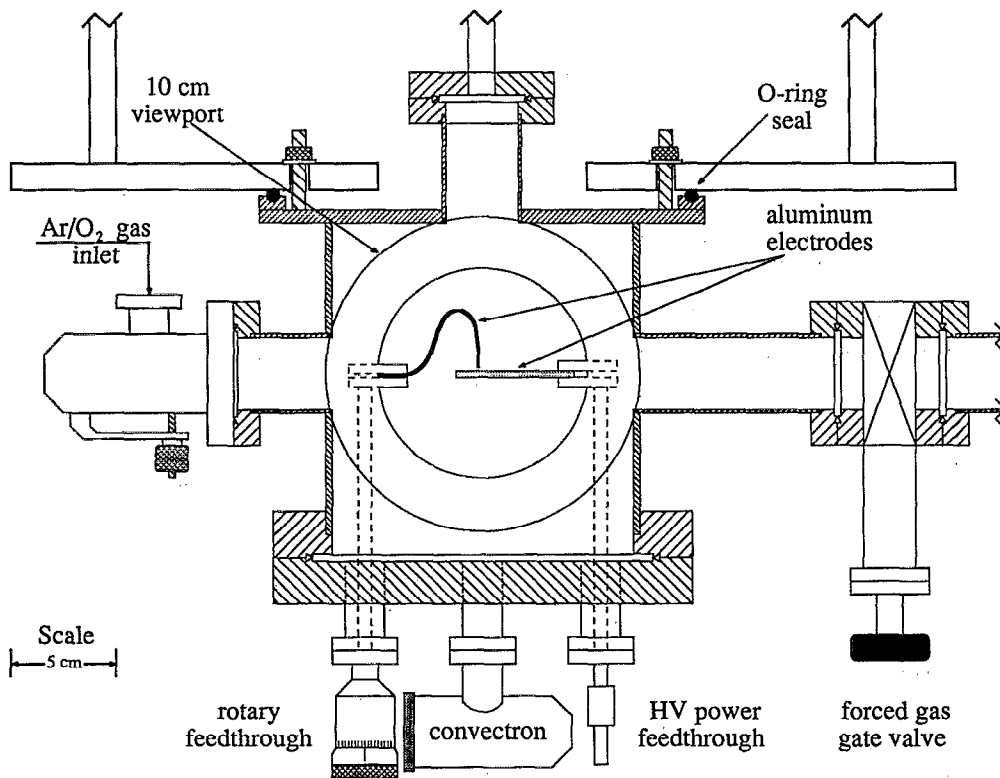 10 cm
viewport
O-ring
seal
Ar/O₂ gas
inlet
aluminum
electrodes
Scale
5 cm
rotary
feedthrough
convectron
HV power
feedthrough
forced gas
gate valve